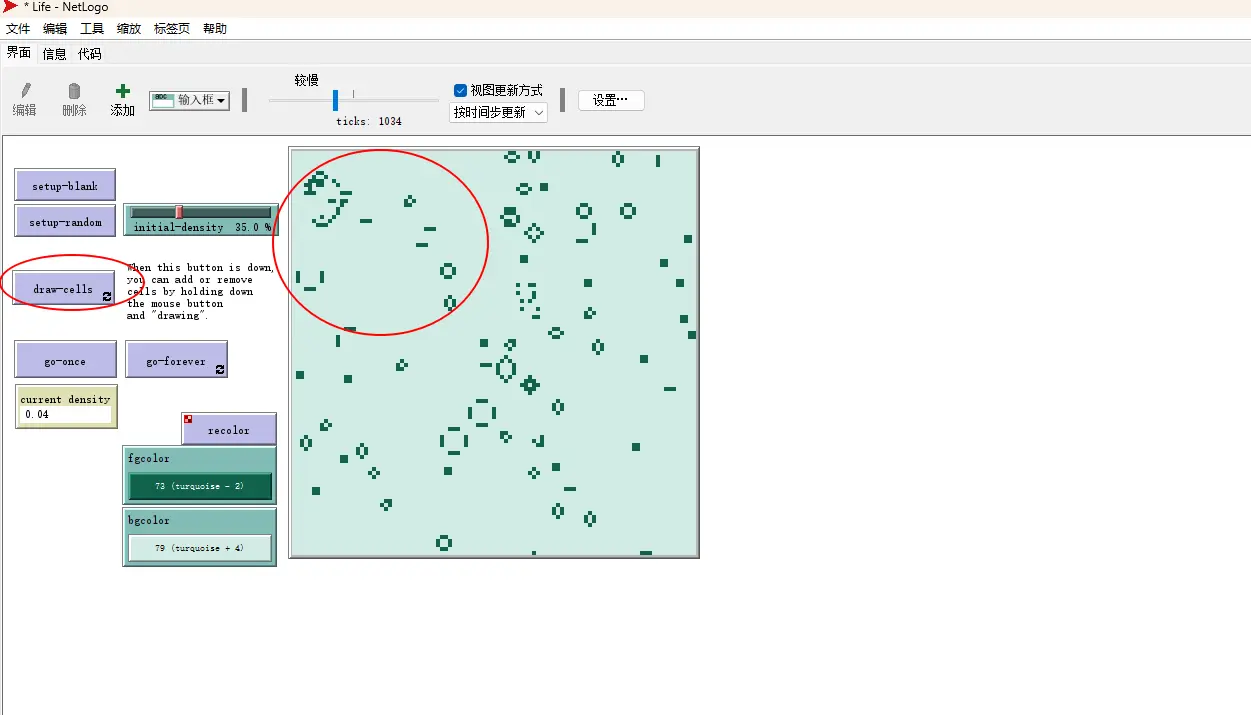 * Life - NetLogo
文件 编辑 工具 缩放 标签页 帮助
界面 信息 代码
编辑 删除 添加
abc 输入框
较慢
ticks: 1034
视图更新方式
按时间步更新
设置…
setup-blank
setup-random
initial-density 35.0 %
draw-cells
When this button is down,
you can add or remove
cells by holding down
the mouse button
and "drawing".
go-once
go-forever
current density
0.04
recolor
fgcolor
73 (turquoise - 2)
bgcolor
79 (turquoise + 4)